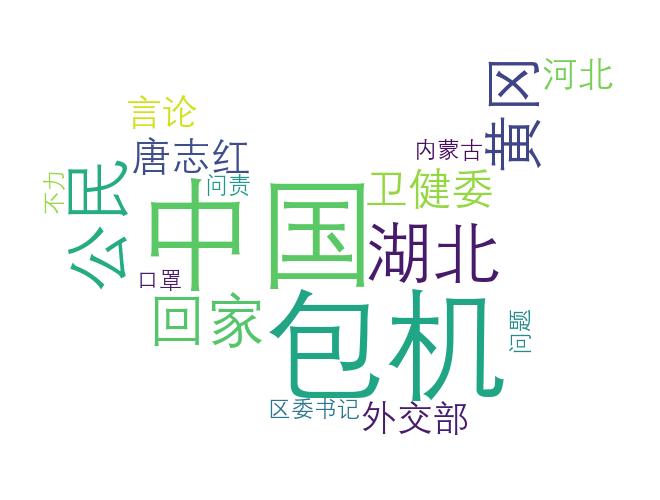 黄冈
河北
言论
唐志红
内蒙古
公民
问责
不力
卫健委
中国
湖北
口罩
回家
包机
问题
区委书记
外交部